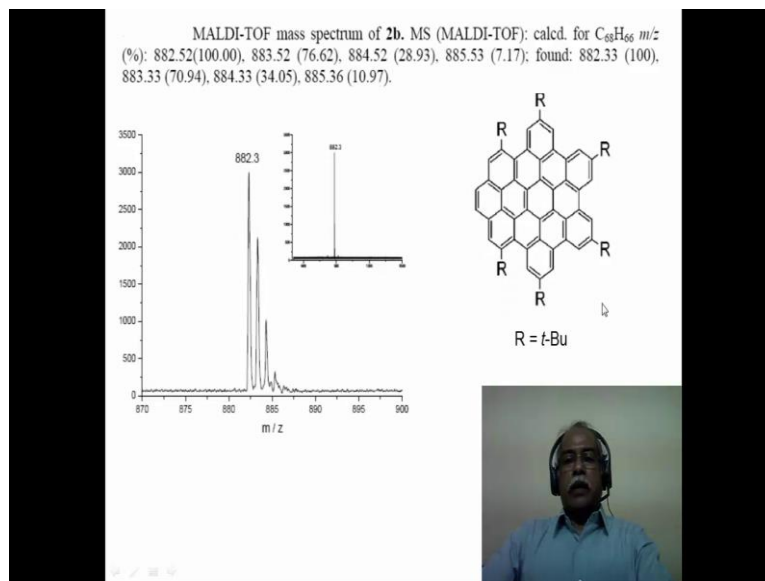 MALDI-TOF mass spectrum of 2b. MS (MALDI-TOF): calcd. for C₆₈H₆₆ m/z
(%): 882.52(100.00), 883.52 (76.62), 884.52 (28.93), 885.53 (7.17); found: 882.33 (100),
883.33 (70.94), 884.33 (34.05), 885.36 (10.97).
R
R
R
R
R
R
R = t-Bu
3500
3000
2500
2000
1500
1000
500
0
882.3
882.3
870
875
880
885
890
895
900
m / z